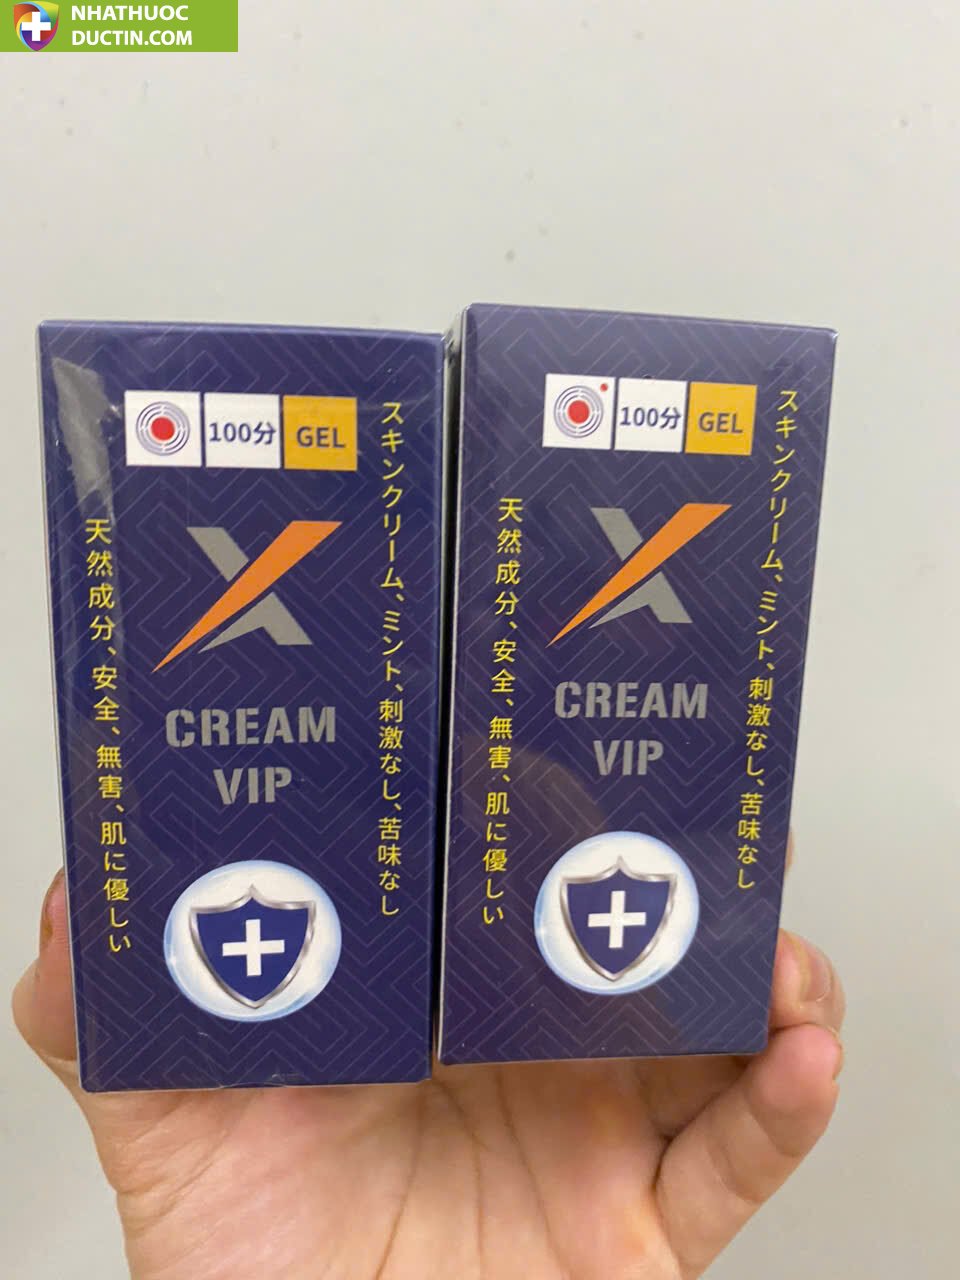 NHATHUOC
DUCTIN.COM
100分
GEL
スキンクリーム、ミント、刺激なし、苦味なし
天然成分、安全、無害、肌に優しい
X
CREAM
VIP
100分
GEL
スキンクリーム、ミント、刺激なし、苦味なし
天然成分、安全、無害、肌に優しい
X
CREAM
VIP